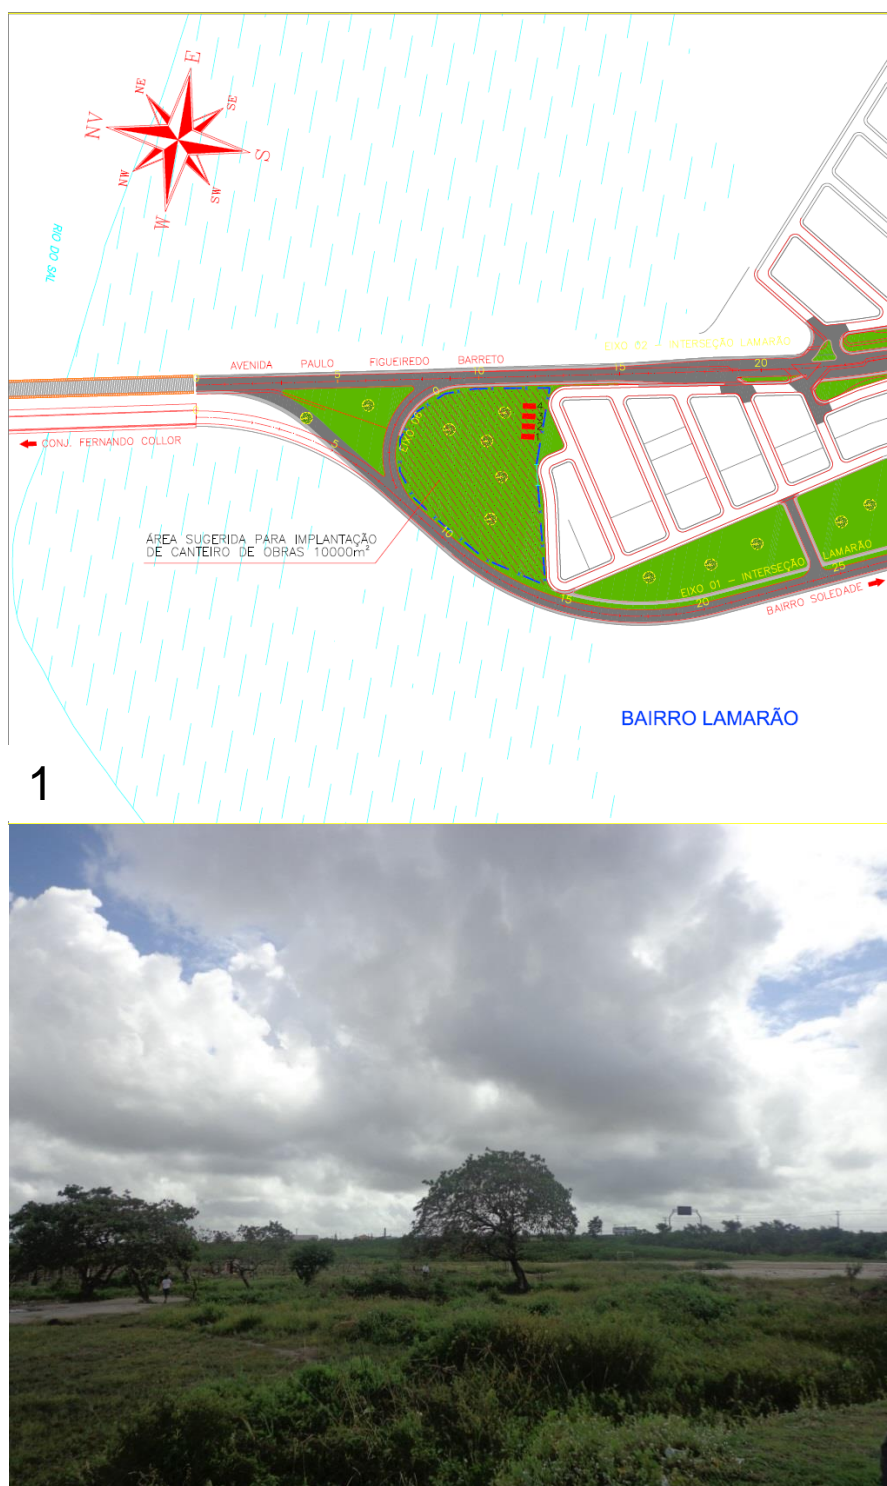 E
NE
SE
NV
S
NW
SW
W
RIO DO SAL
EIXO 02 - INTERSEÇÃO LAMARÃO
AVENIDA PAULO FIGUEIREDO BARRETO
5
10
15
20
0
EIXO 06
4
3
2
1
CONJ. FERNANDO COLLOR
5
10
ÁREA SUGERIDA PARA IMPLANTAÇÃO
DE CANTEIRO DE OBRAS 10000m²
15
20
25
EIXO 01 - INTERSEÇÃO LAMARÃO
BAIRRO SOLEDADE
BAIRRO LAMARÃO
1